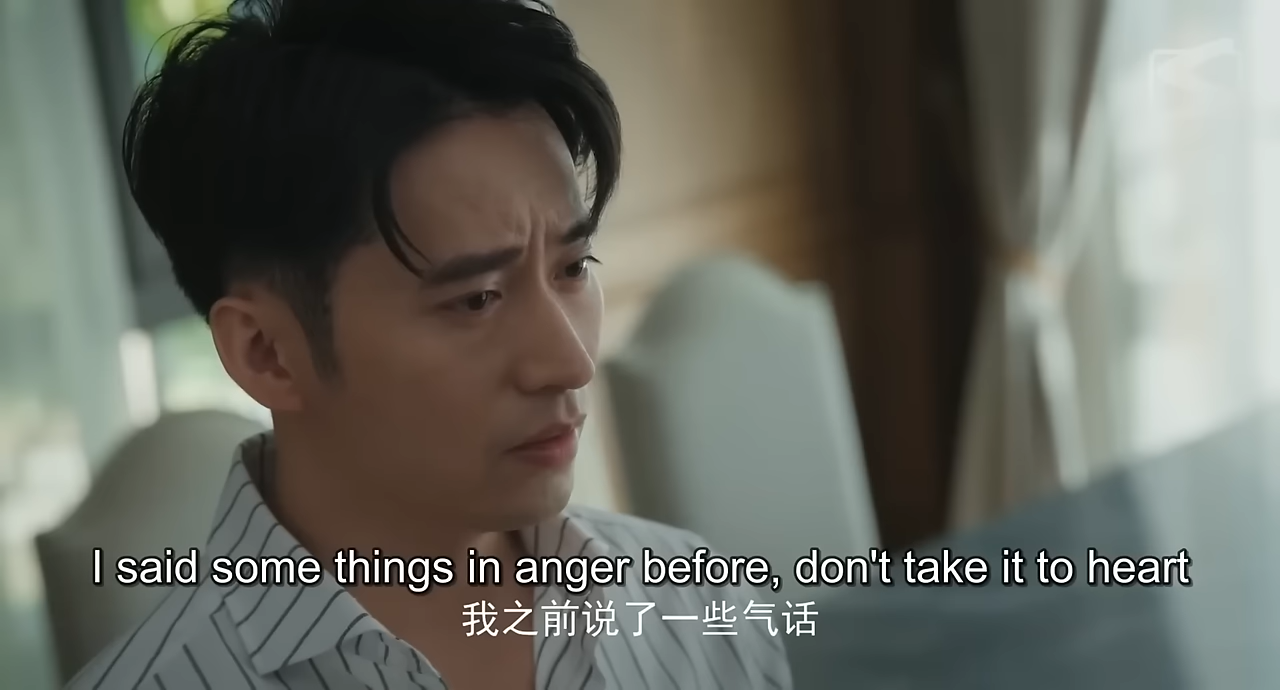 I said some things in anger before, don't take it to heart
我之前说了一些气话